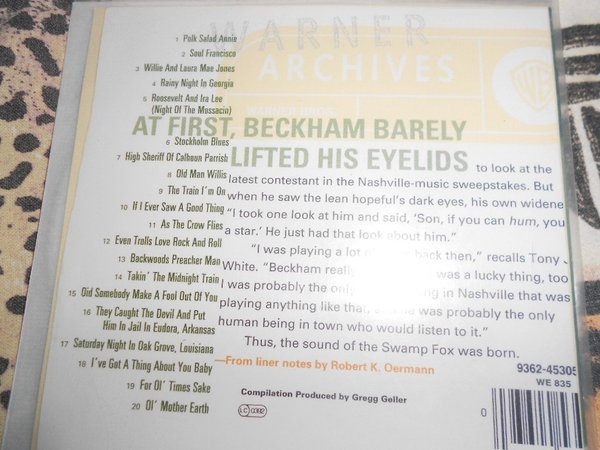 WARNER
ARCHIVES
WARNER BROS.
1 Polk Salad Annie
2 Soul Francisco
3 Willie And Laura Mae Jones
4 Rainy Night In Georgia
5 Roosevelt And Ira Lee
(Night Of The Mossacin)
6 Stockholm Blues
7 High Sheriff Of Calhoun Parrish
8 Old Man Willis
9 The Train I'm On
10 If I Ever Saw A Good Thing
11 As The Crow Flies
12 Even Trolls Love Rock And Roll
13 Backwoods Preacher Man
14 Takin' The Midnight Train
15 Did Somebody Make A Fool Out Of You
16 They Caught The Devil And Put
Him In Jail In Eudora, Arkansas
17 Saturday Night In Oak Grove, Louisiana
18 I've Got A Thing About You Baby
19 For Ol' Times Sake
20 Ol' Mother Earth
AT FIRST, BECKHAM BARELY
LIFTED HIS EYELIDS to look at the
latest contestant in the Nashville-music sweepstakes. But
when he saw the lean hopeful's dark eyes, his own widene
"I took one look at him and said, 'Son, if you can hum, you
a star.' He just had that look about him."
"I was playing a lot back then," recalls Tony
White. "Beckham really was a lucky thing, too
I was probably the only in Nashville that was
playing anything like that, he was probably the only
human being in town who would listen to it."
Thus, the sound of the Swamp Fox was born.
—From liner notes by Robert K. Oermann
Compilation Produced by Gregg Geller
LC 0392
9362-45305
WE 835
0